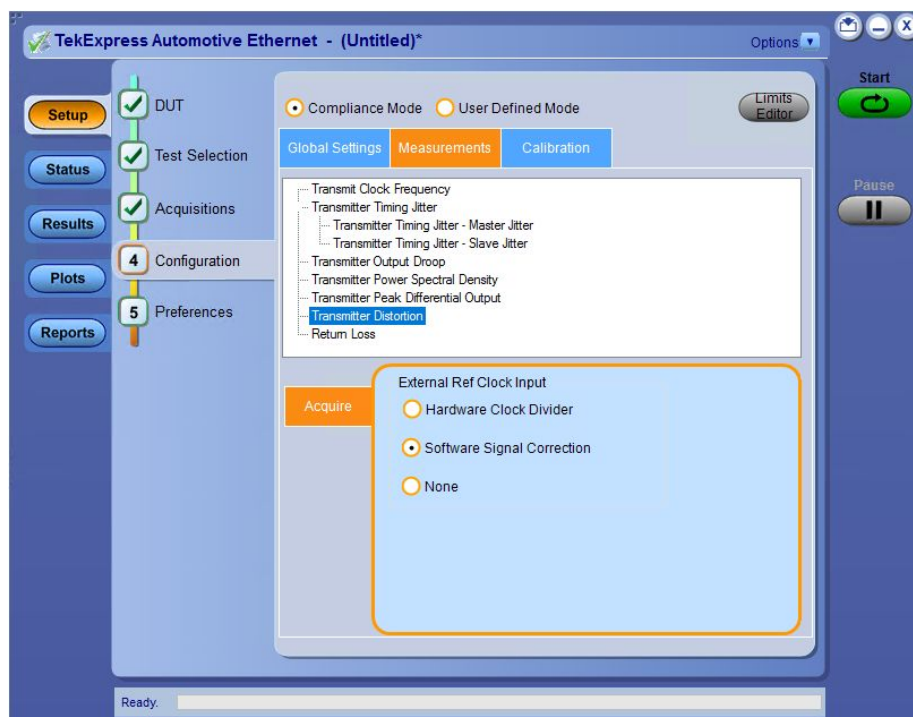 TekExpress Automotive Ethernet - (Untitled)*
Options
Start
Pause
Setup
Status
Results
Plots
Reports
DUT
Test Selection
Acquisitions
4 Configuration
5 Preferences
Compliance Mode
User Defined Mode
Limits
Editor
Global Settings
Measurements
Calibration
Transmit Clock Frequency
Transmitter Timing Jitter
Transmitter Timing Jitter - Master Jitter
Transmitter Timing Jitter - Slave Jitter
Transmitter Output Droop
Transmitter Power Spectral Density
Transmitter Peak Differential Output
Transmitter Distortion
Return Loss
Acquire
External Ref Clock Input
Hardware Clock Divider
Software Signal Correction
None
Ready.